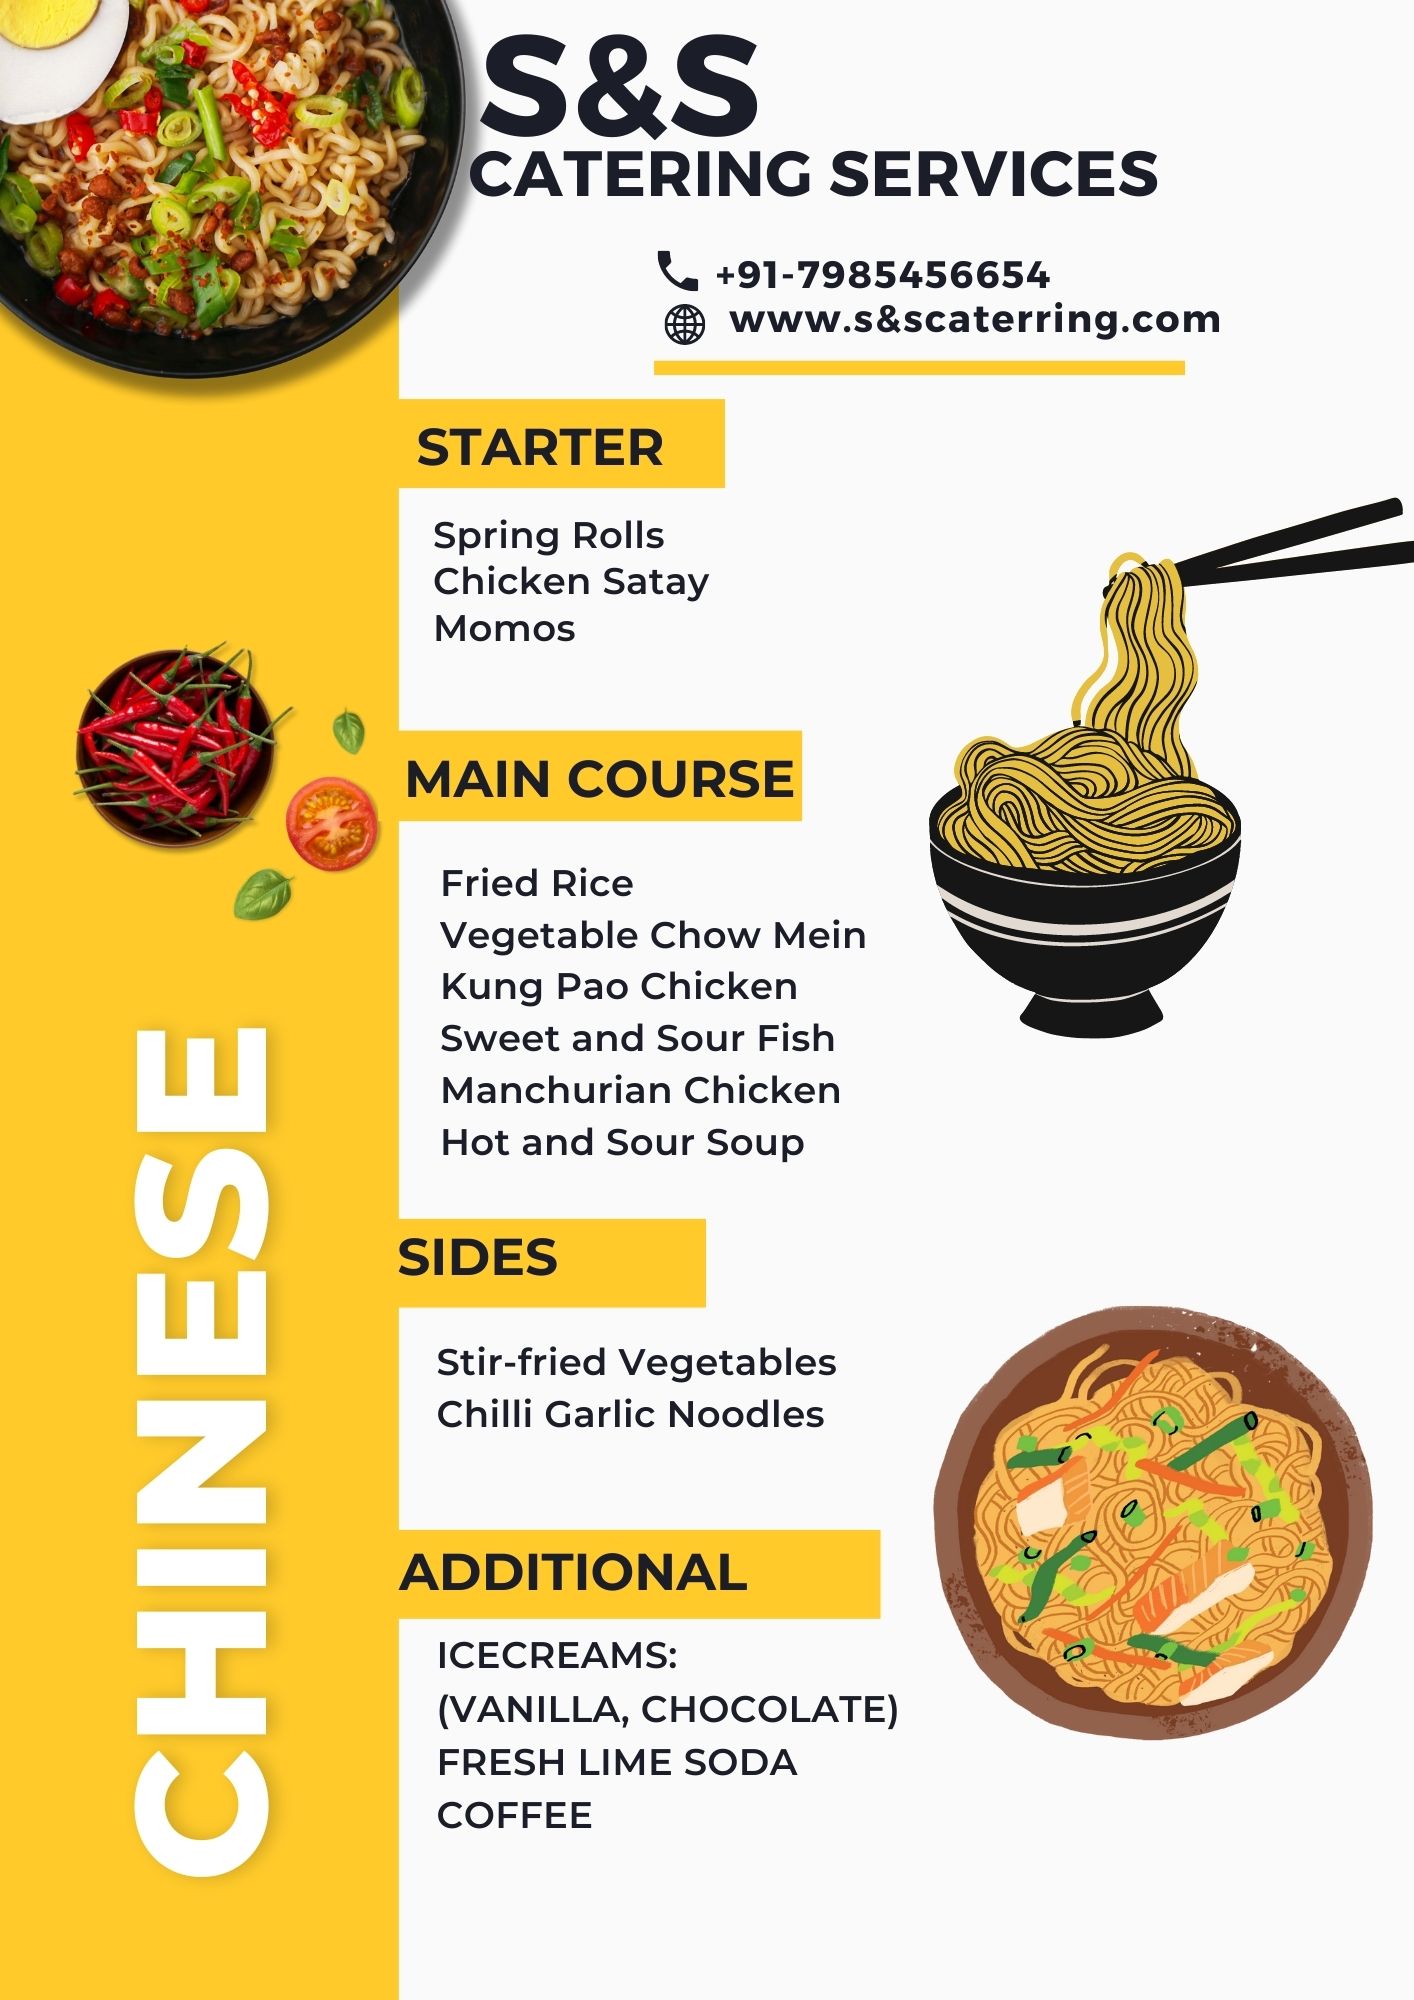 S&S
CATERING SERVICES
+91-7985456654
www.s&scaterring.com
STARTER
Spring Rolls
Chicken Satay
Momos
MAIN COURSE
Fried Rice
Vegetable Chow Mein
Kung Pao Chicken
Sweet and Sour Fish
Manchurian Chicken
Hot and Sour Soup
SIDES
Stir-fried Vegetables
Chilli Garlic Noodles
ADDITIONAL
ICECREAMS:
(VANILLA, CHOCOLATE)
FRESH LIME SODA
COFFEE
CHINESE